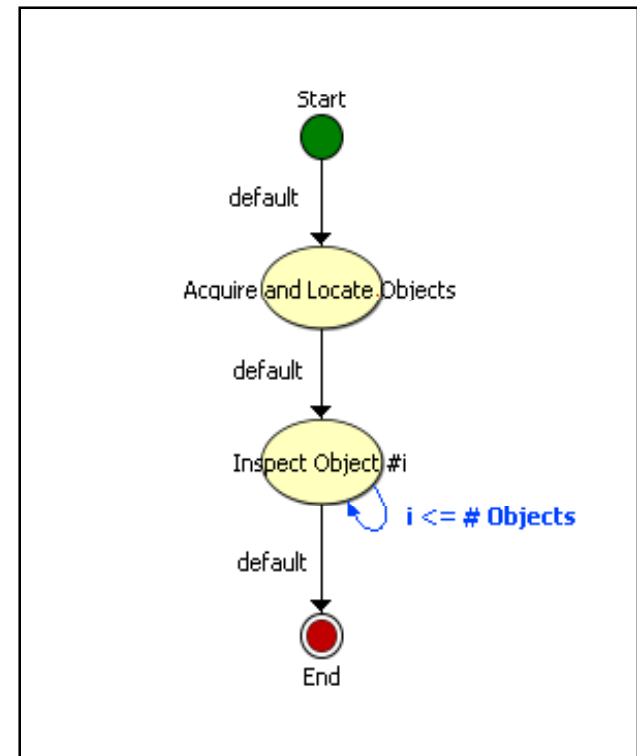 Start
default
Acquire and Locate Objects
default
Inspect Object #i
i <= # Objects
default
End